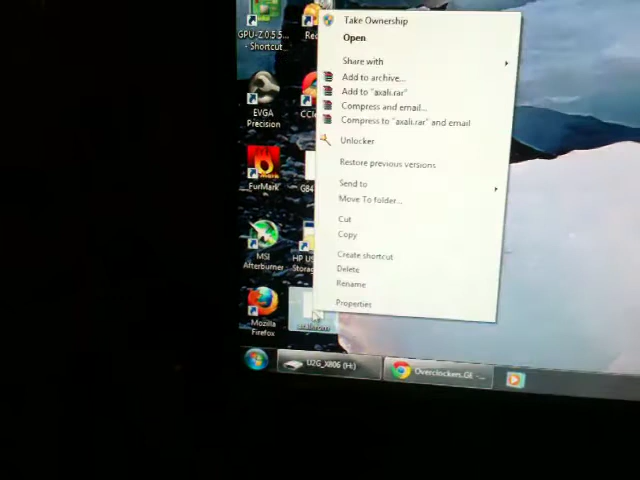 GPU-Z 0.5.5...
- Shortcut
EVGA
Precision
FurMark
MSI
Afterburner
Mozilla
Firefox
HP US
Storag
Take Ownership
Open
Share with
Add to archive...
Add to "axali.rar"
Compress and email...
Compress to "axali.rar" and email
Unlocker
Restore previous versions
Send to
Move To folder...
Cut
Copy
Create shortcut
Delete
Rename
Properties
U2G_X806 (H:)
Overclockers.GE - ...